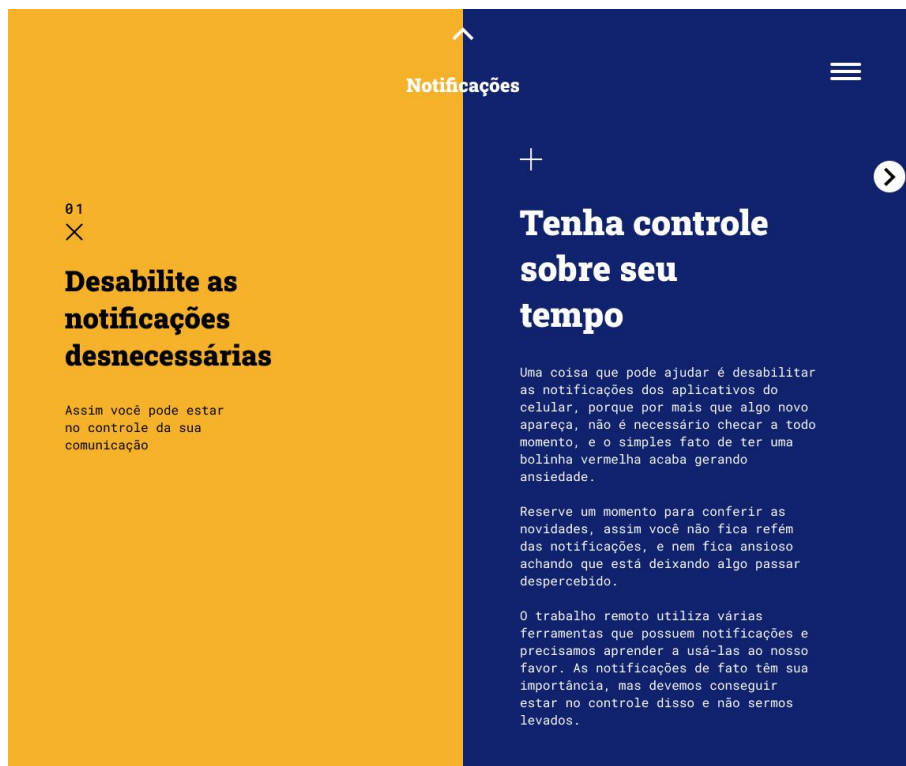 Notificações
01
Desabilite as
notificações
desnecessárias
Assim você pode estar
no controle da sua
comunicação
Tenha controle
sobre seu
tempo
Uma coisa que pode ajudar é desabilitar
as notificações dos aplicativos do
celular, porque por mais que algo novo
apareça, não é necessário checar a todo
momento, e o simples fato de ter uma
bolinha vermelha acaba gerando
ansiedade.
Reserve um momento para conferir as
novidades, assim você não fica refém
das notificações, e nem fica ansioso
achando que está deixando algo passar
despercebido.
O trabalho remoto utiliza várias
ferramentas que possuem notificações e
precisamos aprender a usá-las ao nosso
favor. As notificações de fato têm sua
importância, mas devemos conseguir
estar no controle disso e não sermos
levados.